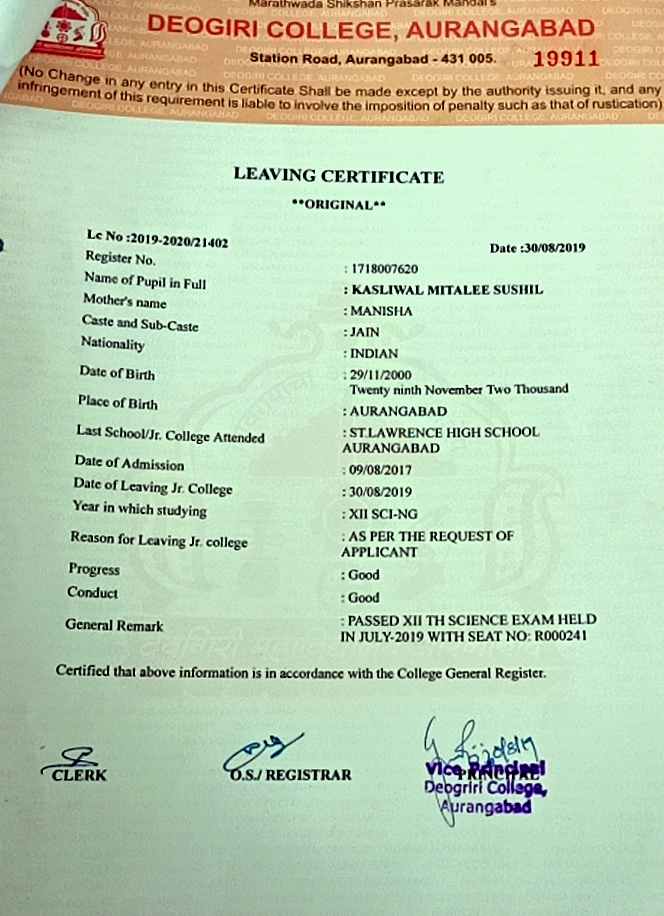 Marathwada Shikshan Prasarak Mandal's
DEOGIRI COLLEGE, AURANGABAD
Station Road, Aurangabad - 431 005. 19911
(No Change in any entry in this Certificate Shall be made except by the authority issuing it, and any
infringement of this requirement is liable to involve the imposition of penalty such as that of rustication)
LEAVING CERTIFICATE
**ORIGINAL**
Lc No :2019-2020/21402 Date :30/08/2019
Register No. : 1718007620
Name of Pupil in Full : KASLIWAL MITALEE SUSHIL
Mother's name : MANISHA
Caste and Sub-Caste : JAIN
Nationality : INDIAN
Date of Birth : 29/11/2000
Twenty ninth November Two Thousand
Place of Birth : AURANGABAD
Last School/Jr. College Attended : ST.LAWRENCE HIGH SCHOOL
AURANGABAD
Date of Admission : 09/08/2017
Date of Leaving Jr. College : 30/08/2019
Year in which studying : XII SCI-NG
Reason for Leaving Jr. college : AS PER THE REQUEST OF
APPLICANT
Progress : Good
Conduct : Good
General Remark : PASSED XII TH SCIENCE EXAM HELD
IN JULY-2019 WITH SEAT NO: R000241
Certified that above information is in accordance with the College General Register.
CLERK O.S./ REGISTRAR PRINCIPAL
Vice Principal
Deogriri College,
Aurangabad